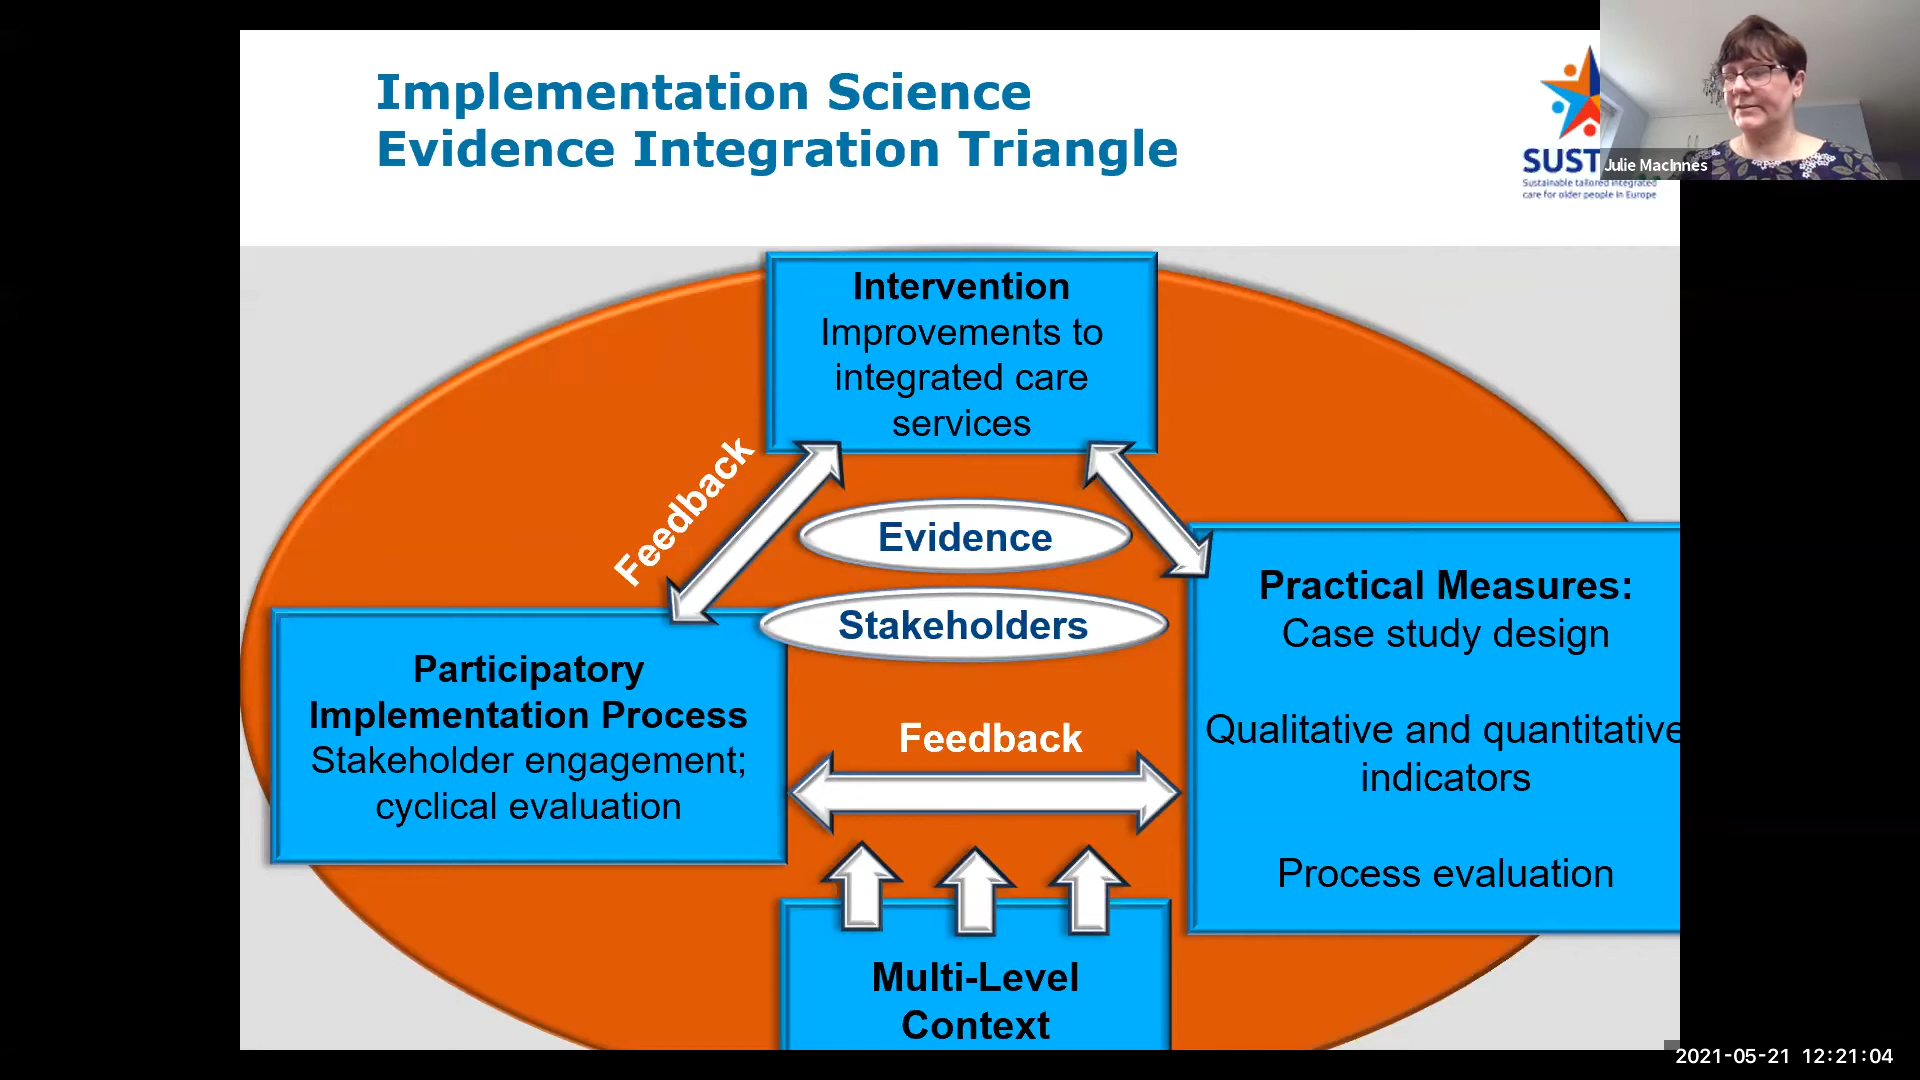 Implementation Science
Evidence Integration Triangle
SUST
Sustainable tailored integrated
care for older people in Europe
Julie MacInnes
Intervention
Improvements to
integrated care
services
Feedback
Evidence
Stakeholders
Participatory
Implementation Process
Stakeholder engagement;
cyclical evaluation
Feedback
Practical Measures:
Case study design
Qualitative and quantitative
indicators
Process evaluation
Multi-Level
Context
2021-05-21 12:21:04